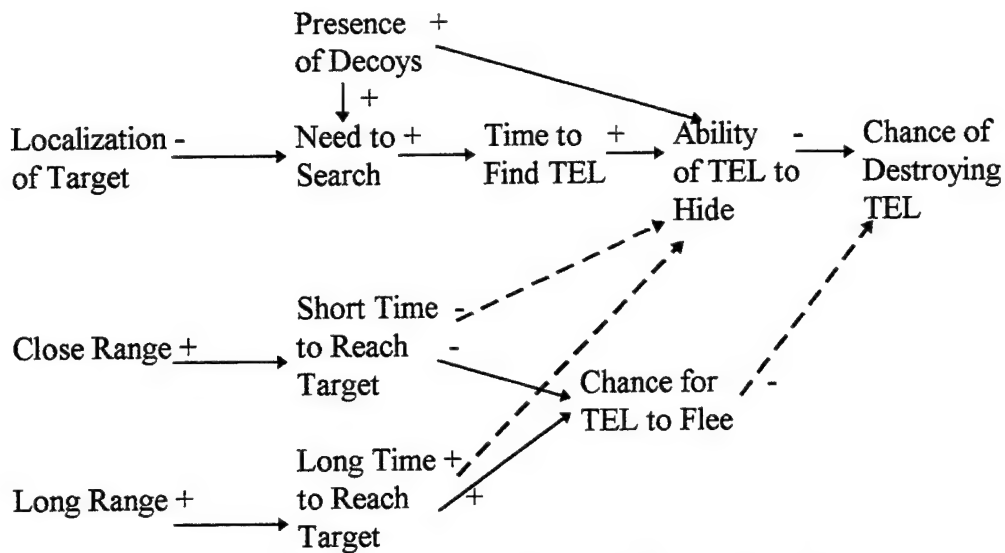 Presence +
of Decoys
+
Localization -
of Target
Need to +
Search
Time to +
Find TEL
Ability -
of TEL to
Hide
Chance of
Destroying
TEL
Close Range +
Short Time -
to Reach -
Target
Chance for -
TEL to Flee
Long Range +
Long Time +
to Reach +
Target